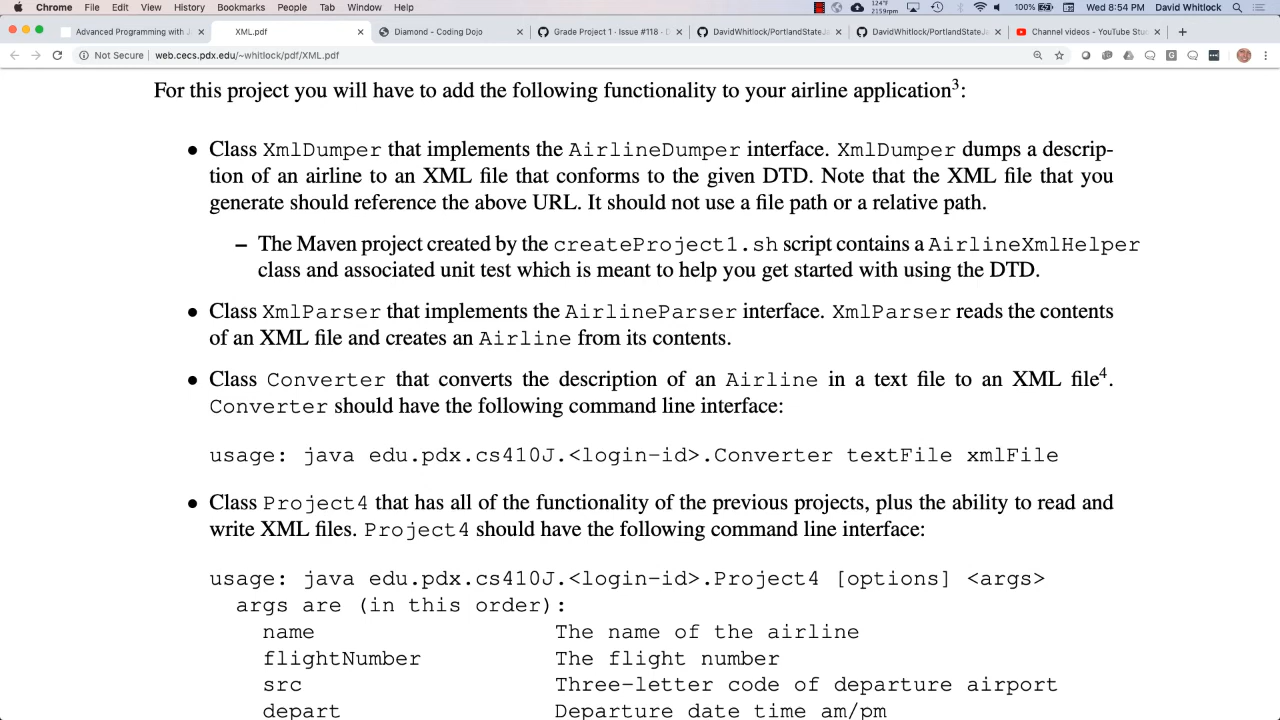 Chrome File Edit View History Bookmarks People Tab Window Help 124°F 2159rpm 100% Wed 8:54 PM David Whitlock
Advanced Programming with J × XML.pdf × Diamond - Coding Dojo × Grade Project 1 · Issue #118 · D × DavidWhitlock/PortlandStateJ × DavidWhitlock/PortlandStateJ × Channel videos - YouTube Stu × +
Not Secure | web.cecs.pdx.edu/~whitlock/pdf/XML.pdf
For this project you will have to add the following functionality to your airline application3:
• Class XmlDumper that implements the AirlineDumper interface. XmlDumper dumps a descrip-
tion of an airline to an XML file that conforms to the given DTD. Note that the XML file that you
generate should reference the above URL. It should not use a file path or a relative path.
– The Maven project created by the createProject1.sh script contains a AirlineXmlHelper
class and associated unit test which is meant to help you get started with using the DTD.
• Class XmlParser that implements the AirlineParser interface. XmlParser reads the contents
of an XML file and creates an Airline from its contents.
• Class Converter that converts the description of an Airline in a text file to an XML file4.
Converter should have the following command line interface:
usage: java edu.pdx.cs410J.<login-id>.Converter textFile xmlFile
• Class Project4 that has all of the functionality of the previous projects, plus the ability to read and
write XML files. Project4 should have the following command line interface:
usage: java edu.pdx.cs410J.<login-id>.Project4 [options] <args>
args are (in this order):
name The name of the airline
flightNumber The flight number
src Three-letter code of departure airport
depart Departure date time am/pm